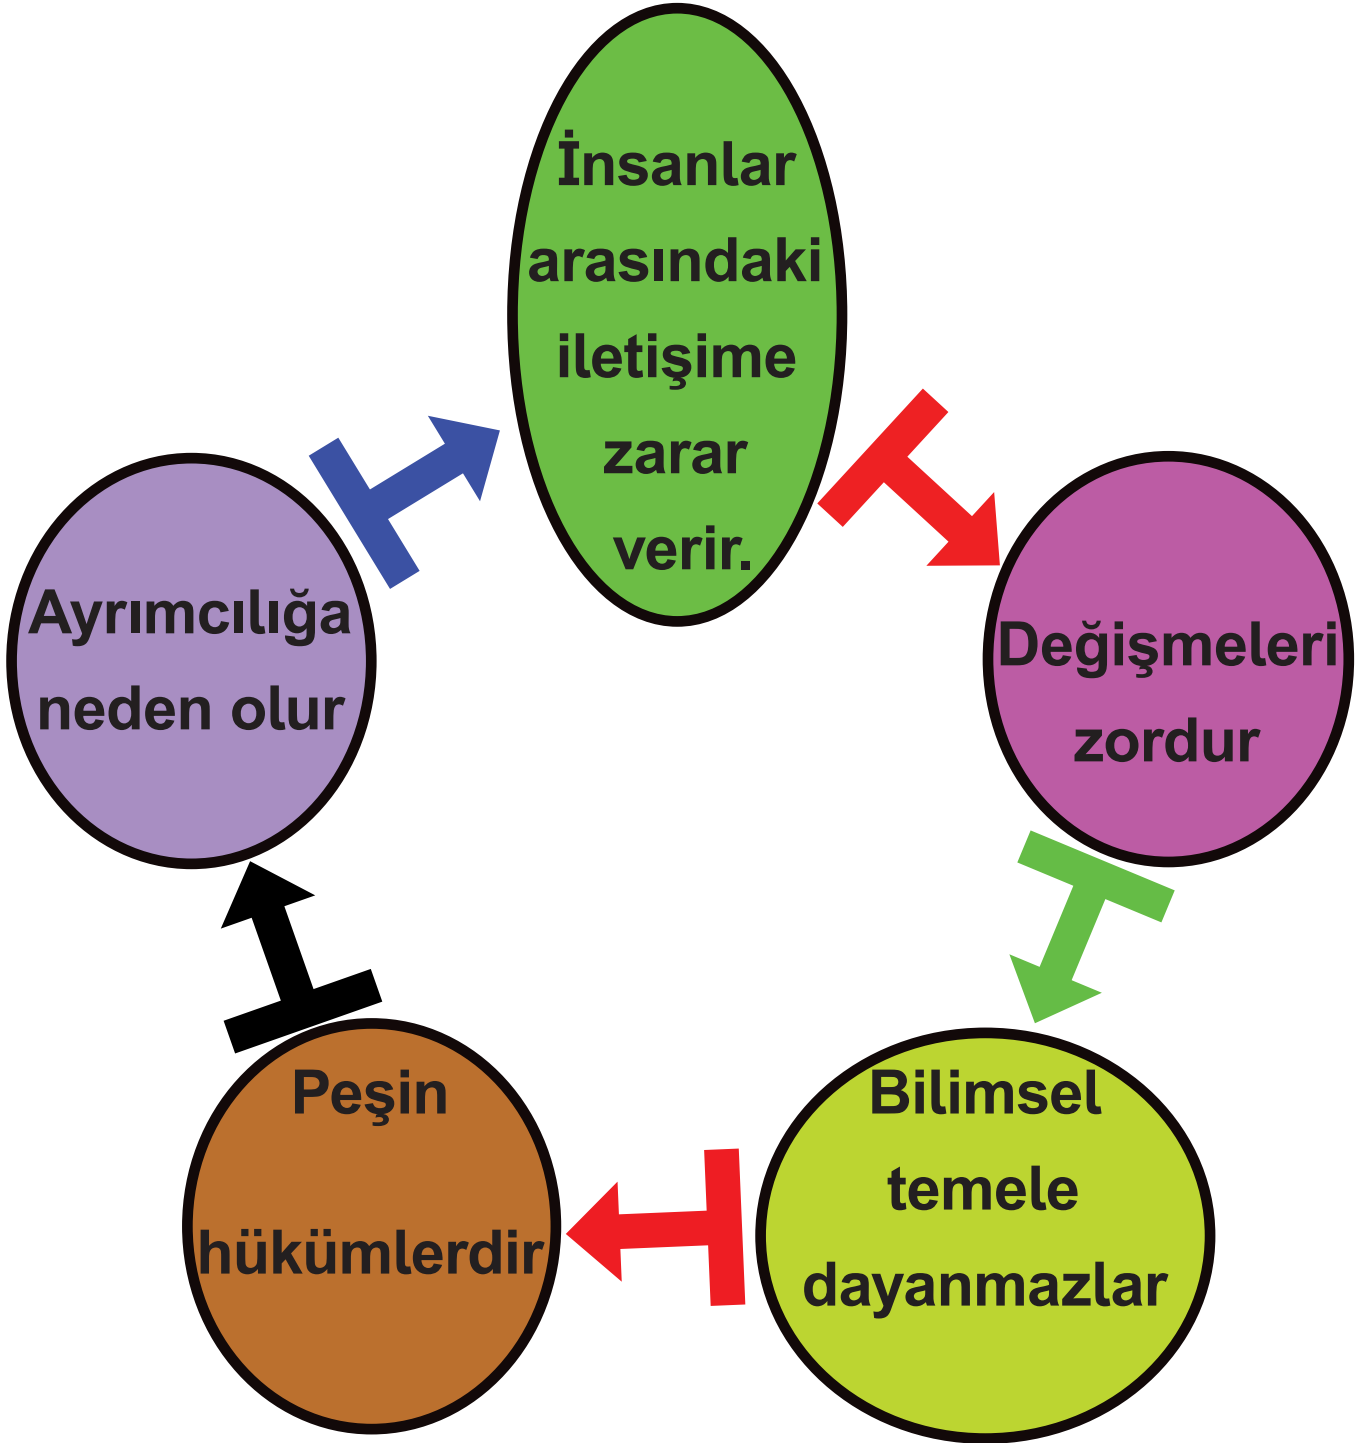 İnsanlar
arasındaki
iletişime
zarar
verir.
Değişmeleri
zordur
Bilimsel
temele
dayanmazlar
Peşin
hükümlerdir
Ayrımcılığa
neden olur